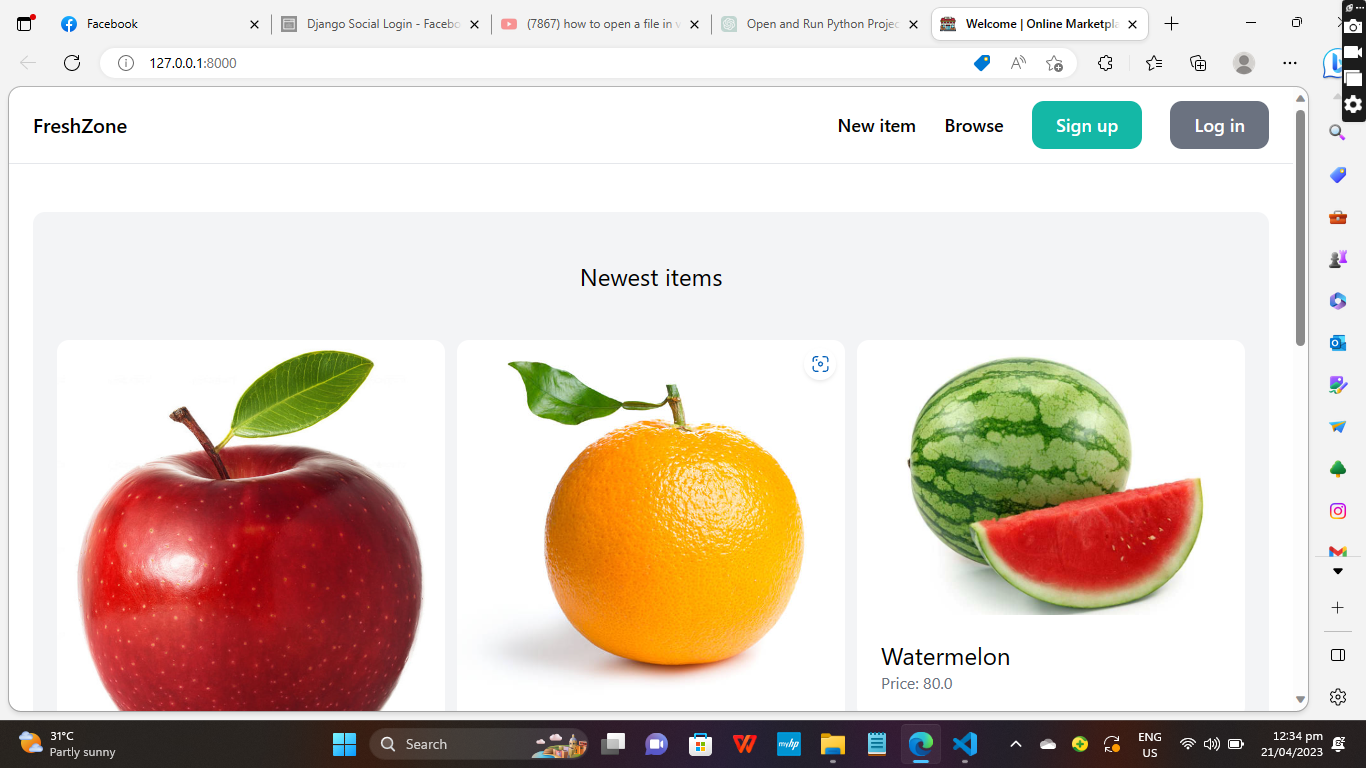 Facebook
Django Social Login - Facebo
(7867) how to open a file in v
Open and Run Python Projec
Welcome | Online Marketpla
127.0.0.1:8000
FreshZone
New item
Browse
Sign up
Log in
Newest items
Watermelon
Price: 80.0
31°C
Partly sunny
Search
ENG
US
12:34 pm
21/04/2023